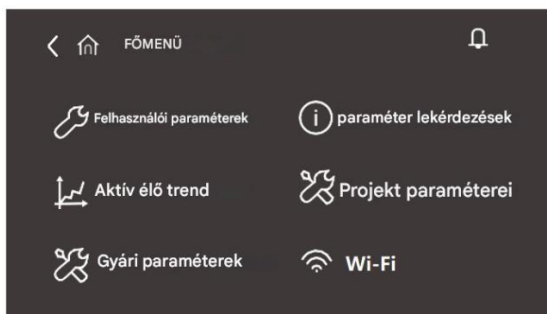 FŐMENÜ
Felhasználói paraméterek
paraméter lekérdezések
Aktív élő trend
Projekt paraméterei
Gyári paraméterek
Wi-Fi